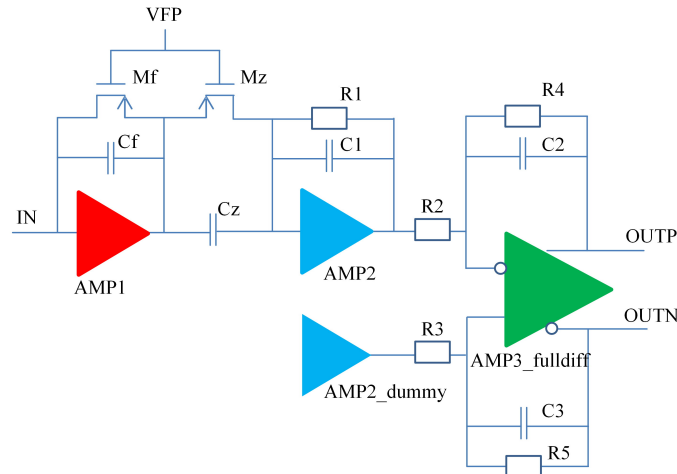 VFP
Mf
Mz
R1
R4
Cf
C1
C2
IN
Cz
R2
OUTP
AMP1
AMP2
OUTN
R3
AMP3_fulldiff
AMP2_dummy
C3
R5